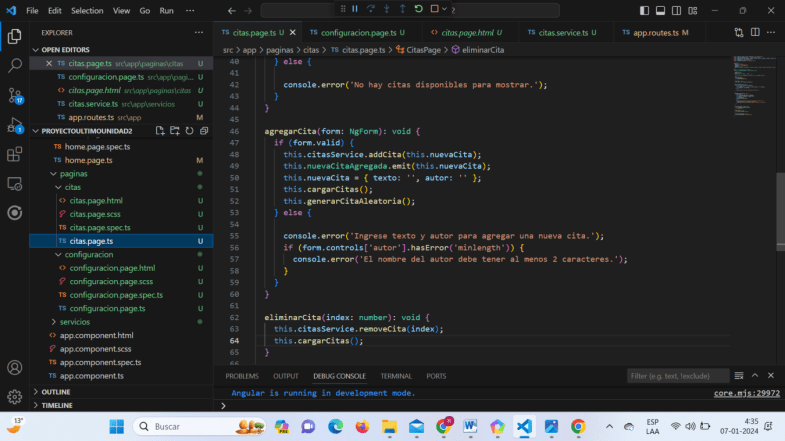 File Edit Selection View Go Run ···
EXPLORER
OPEN EDITORS
TS citas.page.ts src\app\paginas\citas U
TS configuracion.page.ts src\app\pagi... U
citas.page.html src\app\paginas\citas U
TS citas.service.ts src\app\servicios U
TS app.routes.ts src\app M
PROYECTOULTIMOUNIDAD2
TS home.page.spec.ts
TS home.page.ts M
paginas
citas
citas.page.html U
citas.page.scss U
TS citas.page.spec.ts U
TS citas.page.ts U
configuracion
configuracion.page.html U
configuracion.page.scss U
TS configuracion.page.spec.ts U
TS configuracion.page.ts U
servicios
app.component.html
app.component.scss
TS app.component.spec.ts
TS app.component.ts
OUTLINE
TIMELINE
17
1
TS citas.page.ts U
TS configuracion.page.ts U
citas.page.html U
TS citas.service.ts U
TS app.routes.ts M
src > app > paginas > citas > TS citas.page.ts > CitasPage > eliminarCita
40 } else {
41
42 console.error('No hay citas disponibles para mostrar.');
43 }
44 }
45
46 agregarCita(form: NgForm): void {
47 if (form.valid) {
48 this.citasService.addCita(this.nuevaCita);
49 this.nuevaCitaAgregada.emit(this.nuevaCita);
50 this.nuevaCita = { texto: '', autor: '' };
51 this.cargarCitas();
52 this.generarCitaAleatoria();
53 } else {
54
55 console.error('Ingrese texto y autor para agregar una nueva cita.');
56 if (form.controls['autor'].hasError('minlength')) {
57 console.error('El nombre del autor debe tener al menos 2 caracteres.');
58 }
59 }
60 }
61
62 eliminarCita(index: number): void {
63 this.citasService.removeCita(index);
64 this.cargarCitas();
65 }
PROBLEMS OUTPUT DEBUG CONSOLE TERMINAL PORTS
Filter (e.g. text, !exclude)
Angular is running in development mode. core.mjs:29972
13°
Buscar
ESP
LAA
4:35
07-01-2024